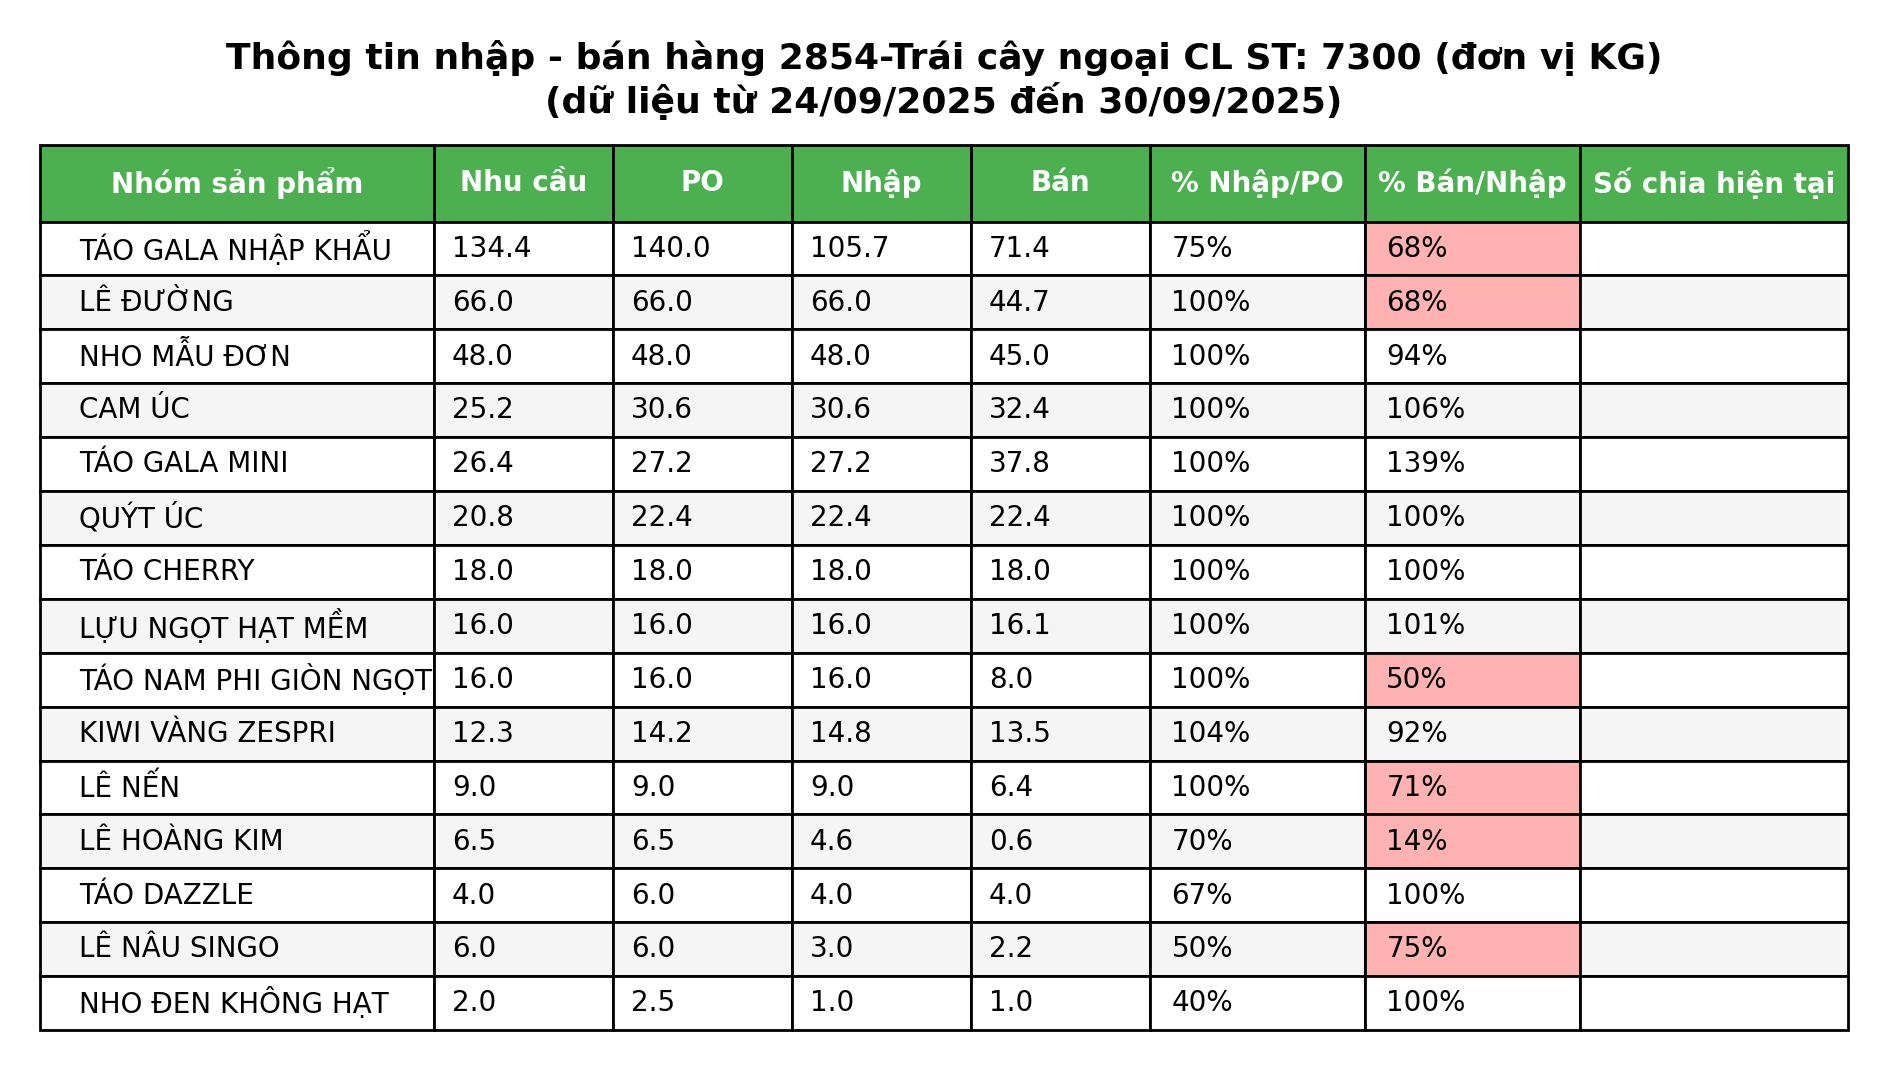 Thông tin nhập - bán hàng 2854-Trái cây ngoại CL ST: 7300 (đơn vị KG)
(dữ liệu từ 24/09/2025 đến 30/09/2025)
Nhóm sản phẩm Nhu cầu PO Nhập Bán % Nhập/PO % Bán/Nhập Số chia hiện tại
TÁO GALA NHẬP KHẨU 134.4 140.0 105.7 71.4 75% 68%
LÊ ĐƯỜNG 66.0 66.0 66.0 44.7 100% 68%
NHO MẪU ĐƠN 48.0 48.0 48.0 45.0 100% 94%
CAM ÚC 25.2 30.6 30.6 32.4 100% 106%
TÁO GALA MINI 26.4 27.2 27.2 37.8 100% 139%
QUÝT ÚC 20.8 22.4 22.4 22.4 100% 100%
TÁO CHERRY 18.0 18.0 18.0 18.0 100% 100%
LỰU NGỌT HẠT MỀM 16.0 16.0 16.0 16.1 100% 101%
TÁO NAM PHI GIÒN NGỌT 16.0 16.0 16.0 8.0 100% 50%
KIWI VÀNG ZESPRI 12.3 14.2 14.8 13.5 104% 92%
LÊ NẾN 9.0 9.0 9.0 6.4 100% 71%
LÊ HOÀNG KIM 6.5 6.5 4.6 0.6 70% 14%
TÁO DAZZLE 4.0 6.0 4.0 4.0 67% 100%
LÊ NÂU SINGO 6.0 6.0 3.0 2.2 50% 75%
NHO ĐEN KHÔNG HẠT 2.0 2.5 1.0 1.0 40% 100%